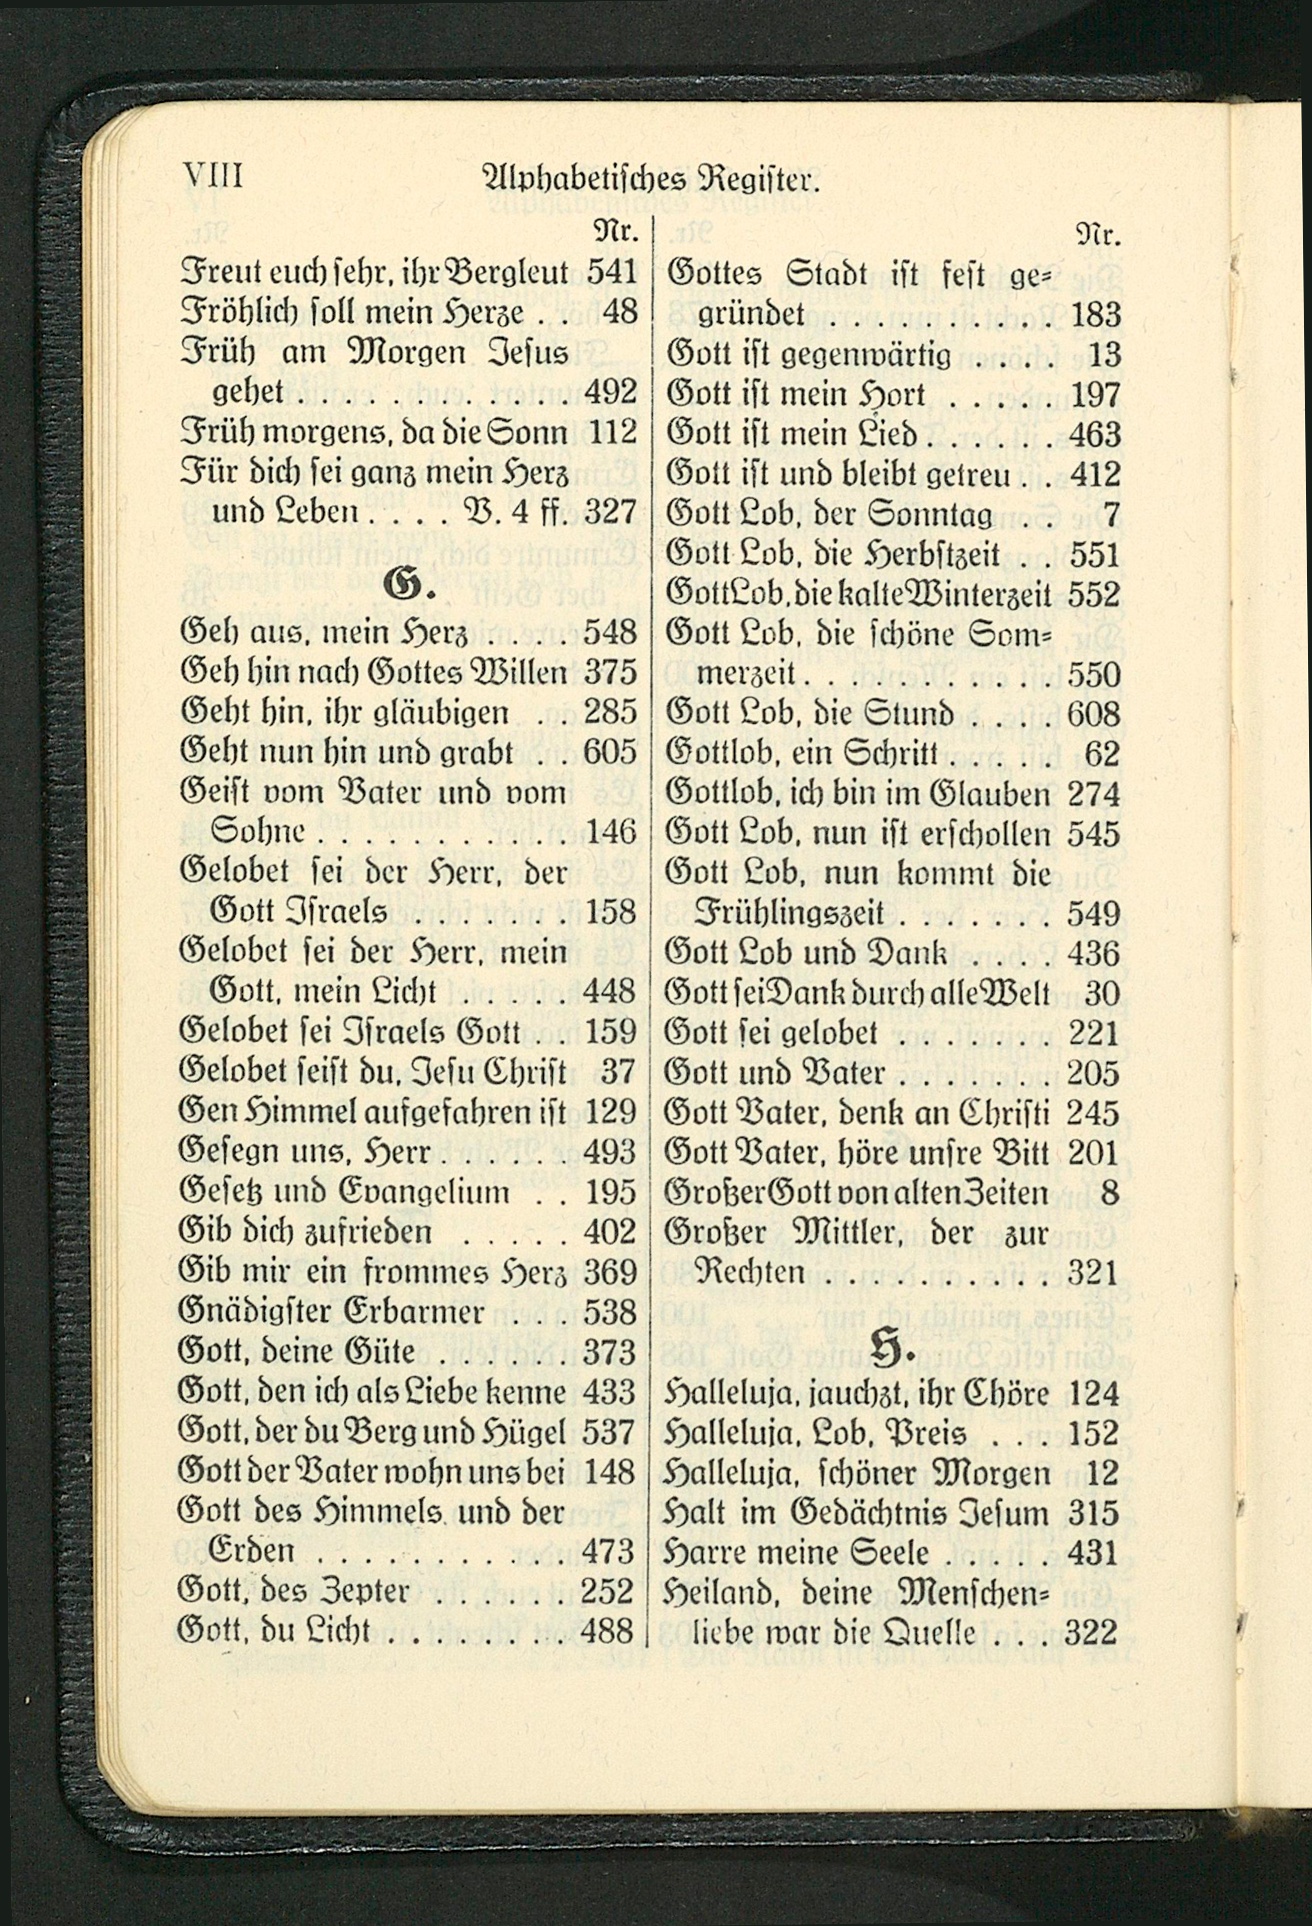 VIII Alphabetisches Register.
Nr.
Freut euch sehr, ihr Bergleut 541
Fröhlich soll mein Herze . . 48
Früh am Morgen Jesus
gehet . . . . . . . . . . . . 492
Früh morgens, da die Sonn 112
Für dich sei ganz mein Herz
und Leben . . . . V. 4 ff. 327
G.
Geh aus, mein Herz . . . . 548
Geh hin nach Gottes Willen 375
Geht hin, ihr gläubigen . . 285
Geht nun hin und grabt . . 605
Geist vom Vater und vom
Sohne . . . . . . . . . . . 146
Gelobet sei der Herr, der
Gott Israels . . . . . . . 158
Gelobet sei der Herr, mein
Gott, mein Licht . . . . . 448
Gelobet sei Israels Gott . . 159
Gelobet seist du, Jesu Christ 37
Gen Himmel aufgefahren ist 129
Gesegn uns, Herr . . . . . . 493
Gesetz und Evangelium . . 195
Gib dich zufrieden . . . . . 402
Gib mir ein frommes Herz 369
Gnädigster Erbarmer . . . 538
Gott, deine Güte . . . . . . 373
Gott, den ich als Liebe kenne 433
Gott, der du Berg und Hügel 537
Gott der Vater wohn uns bei 148
Gott des Himmels und der
Erden . . . . . . . . . . . 473
Gott, des Zepter . . . . . . 252
Gott, du Licht . . . . . . . . 488
Nr.
Gottes Stadt ist fest ge-
gründet . . . . . . . . . . 183
Gott ist gegenwärtig . . . . 13
Gott ist mein Hort . . . . . 197
Gott ist mein Lied . . . . . . 463
Gott ist und bleibt getreu . . 412
Gott Lob, der Sonntag . . 7
Gott Lob, die Herbstzeit . . 551
Gott Lob, die kalte Winterzeit 552
Gott Lob, die schöne Som-
merzeit . . . . . . . . . . . 550
Gott Lob, die Stund . . . . 608
Gottlob, ein Schritt . . . . . 62
Gottlob, ich bin im Glauben 274
Gott Lob, nun ist erschollen 545
Gott Lob, nun kommt die
Frühlingszeit . . . . . . . 549
Gott Lob und Dank . . . . 436
Gott sei Dank durch alle Welt 30
Gott sei gelobet . . . . . . . 221
Gott und Vater . . . . . . . 205
Gott Vater, denk an Christi 245
Gott Vater, höre unsre Bitt 201
Großer Gott von alten Zeiten 8
Großer Mittler, der zur
Rechten . . . . . . . . . . 321
H.
Halleluja, jauchzt, ihr Chöre 124
Halleluja, Lob, Preis . . . 152
Halleluja, schöner Morgen 12
Halt im Gedächtnis Jesum 315
Harre meine Seele . . . . . 431
Heiland, deine Menschen-
liebe war die Quelle . . . 322